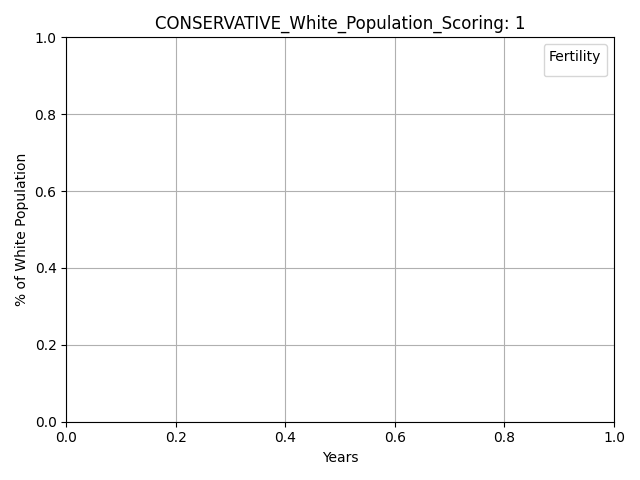 CONSERVATIVE_White_Population_Scoring: 1
Fertility
% of White Population
1.0
0.8
0.6
0.4
0.2
0.0
0.0 0.2 0.4 0.6 0.8 1.0
Years